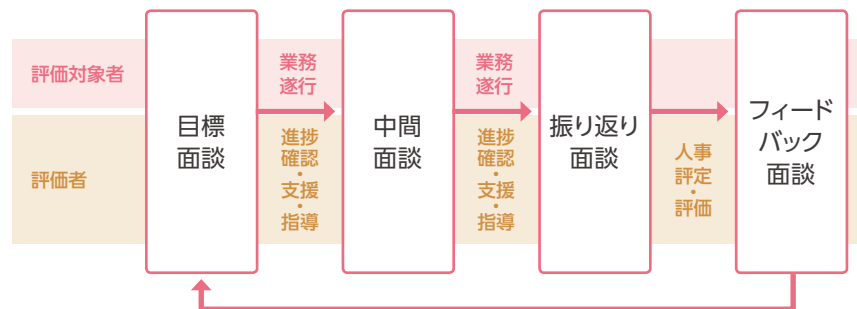 評価対象者
評価者
目標
面談
業務
遂行
進捗
確認
・
支援
・
指導
中間
面談
業務
遂行
進捗
確認
・
支援
・
指導
振り返り
面談
人事
評定
・
評価
フィード
バック
面談